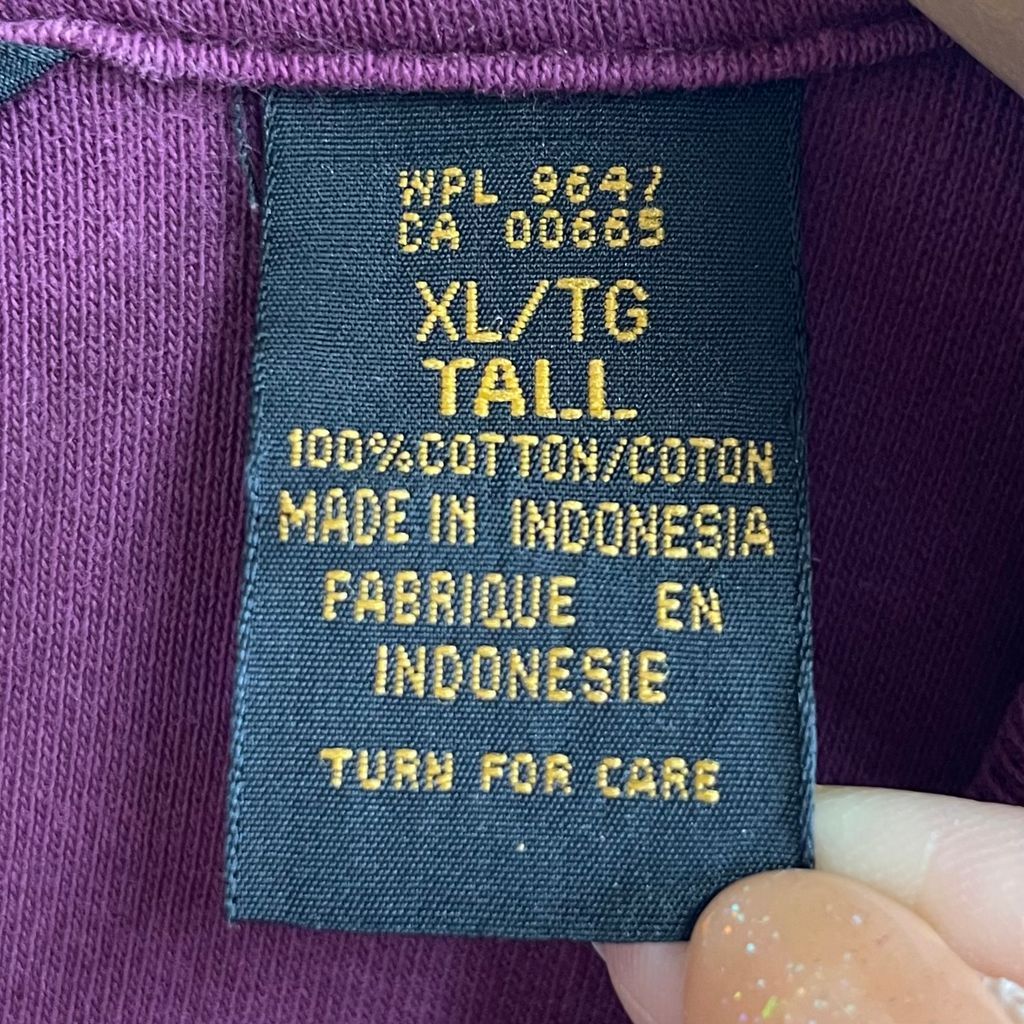 WPL 9647
CA 00665
XL/TG
TALL
100%COTTON/COTON
MADE IN INDONESIA
FABRIQUE EN
INDONESIE
TURN FOR CARE